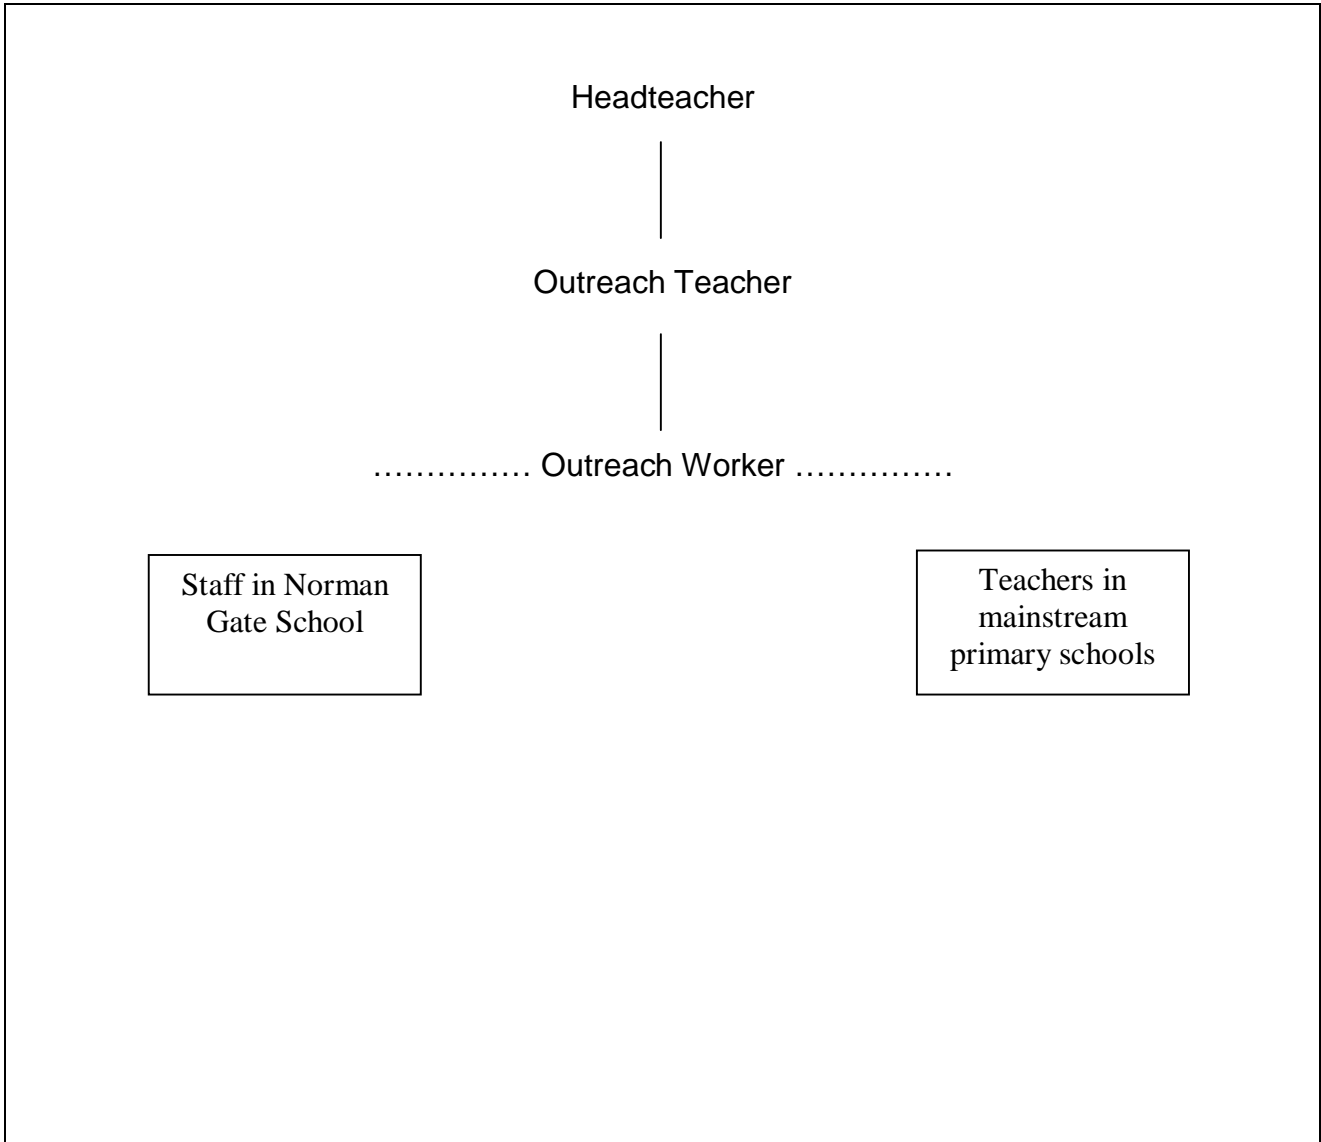 Headteacher
Outreach Teacher
…………… Outreach Worker ……………
Staff in Norman
Gate School
Teachers in
mainstream
primary schools